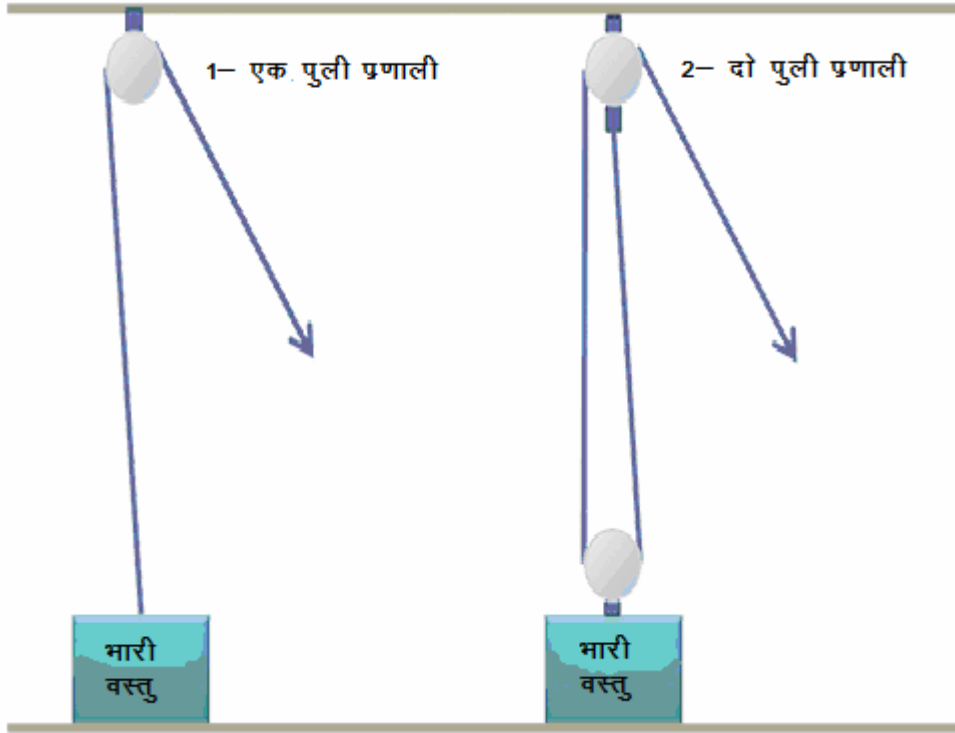 1– एक पुली प्रणाली
2– दो पुली प्रणाली
भारी
वस्तु
भारी
वस्तु